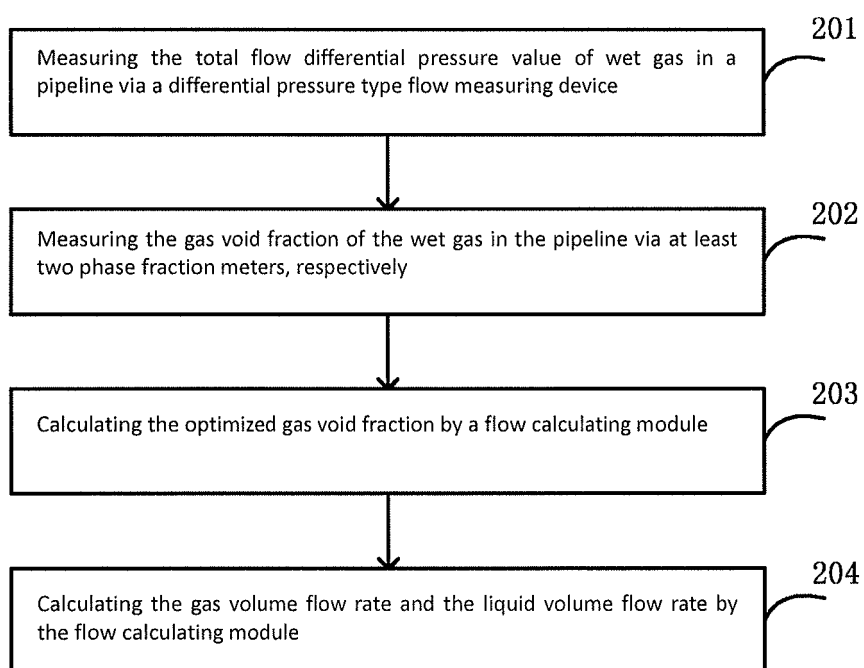 201
Measuring the total flow differential pressure value of wet gas in a
pipeline via a differential pressure type flow measuring device
202
Measuring the gas void fraction of the wet gas in the pipeline via at least
two phase fraction meters, respectively
203
Calculating the optimized gas void fraction by a flow calculating module
204
Calculating the gas volume flow rate and the liquid volume flow rate by
the flow calculating module